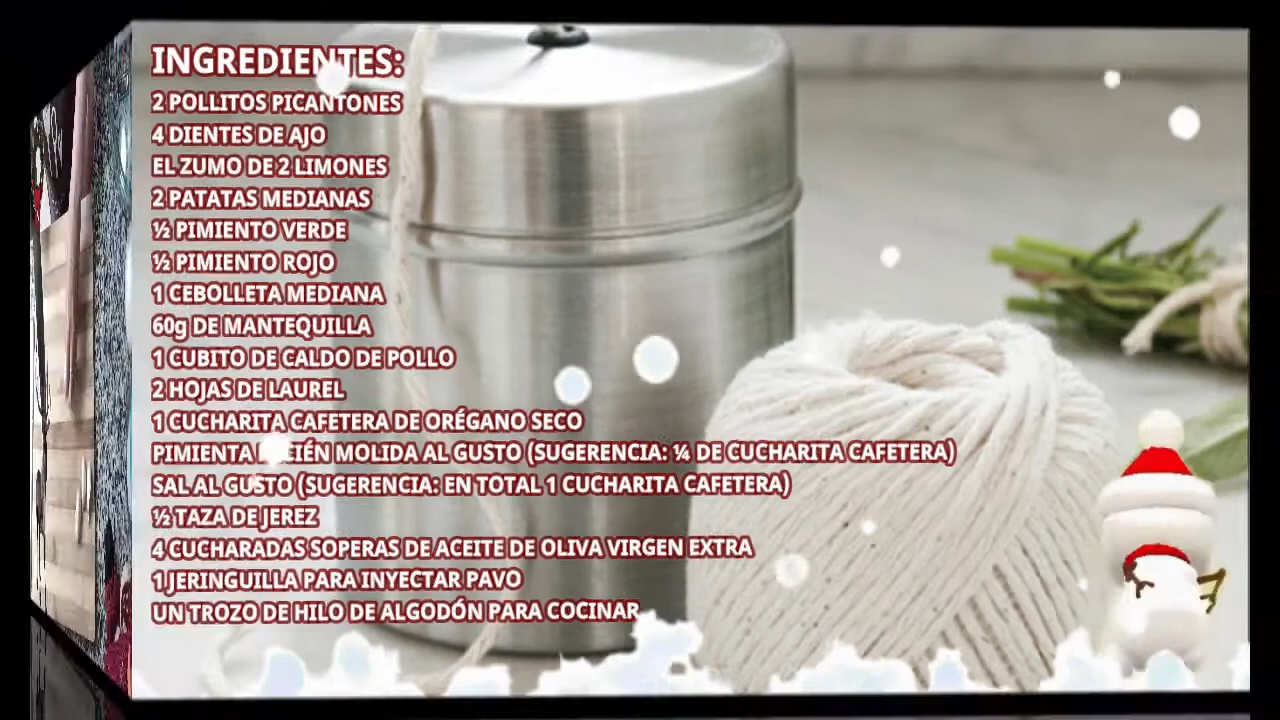 INGREDIENTES:
2 POLLITOS PICANTONES
4 DIENTES DE AJO
EL ZUMO DE 2 LIMONES
2 PATATAS MEDIANAS
½ PIMIENTO VERDE
½ PIMIENTO ROJO
1 CEBOLLETA MEDIANA
60g DE MANTEQUILLA
1 CUBITO DE CALDO DE POLLO
2 HOJAS DE LAUREL
1 CUCHARITA CAFETERA DE ORÉGANO SECO
PIMIENTA RECIÉN MOLIDA AL GUSTO (SUGERENCIA: ¼ DE CUCHARITA CAFETERA)
SAL AL GUSTO (SUGERENCIA: EN TOTAL 1 CUCHARITA CAFETERA)
½ TAZA DE JEREZ
4 CUCHARADAS SOPERAS DE ACEITE DE OLIVA VIRGEN EXTRA
1 JERINGUILLA PARA INYECTAR PAVO
UN TROZO DE HILO DE ALGODÓN PARA COCINAR